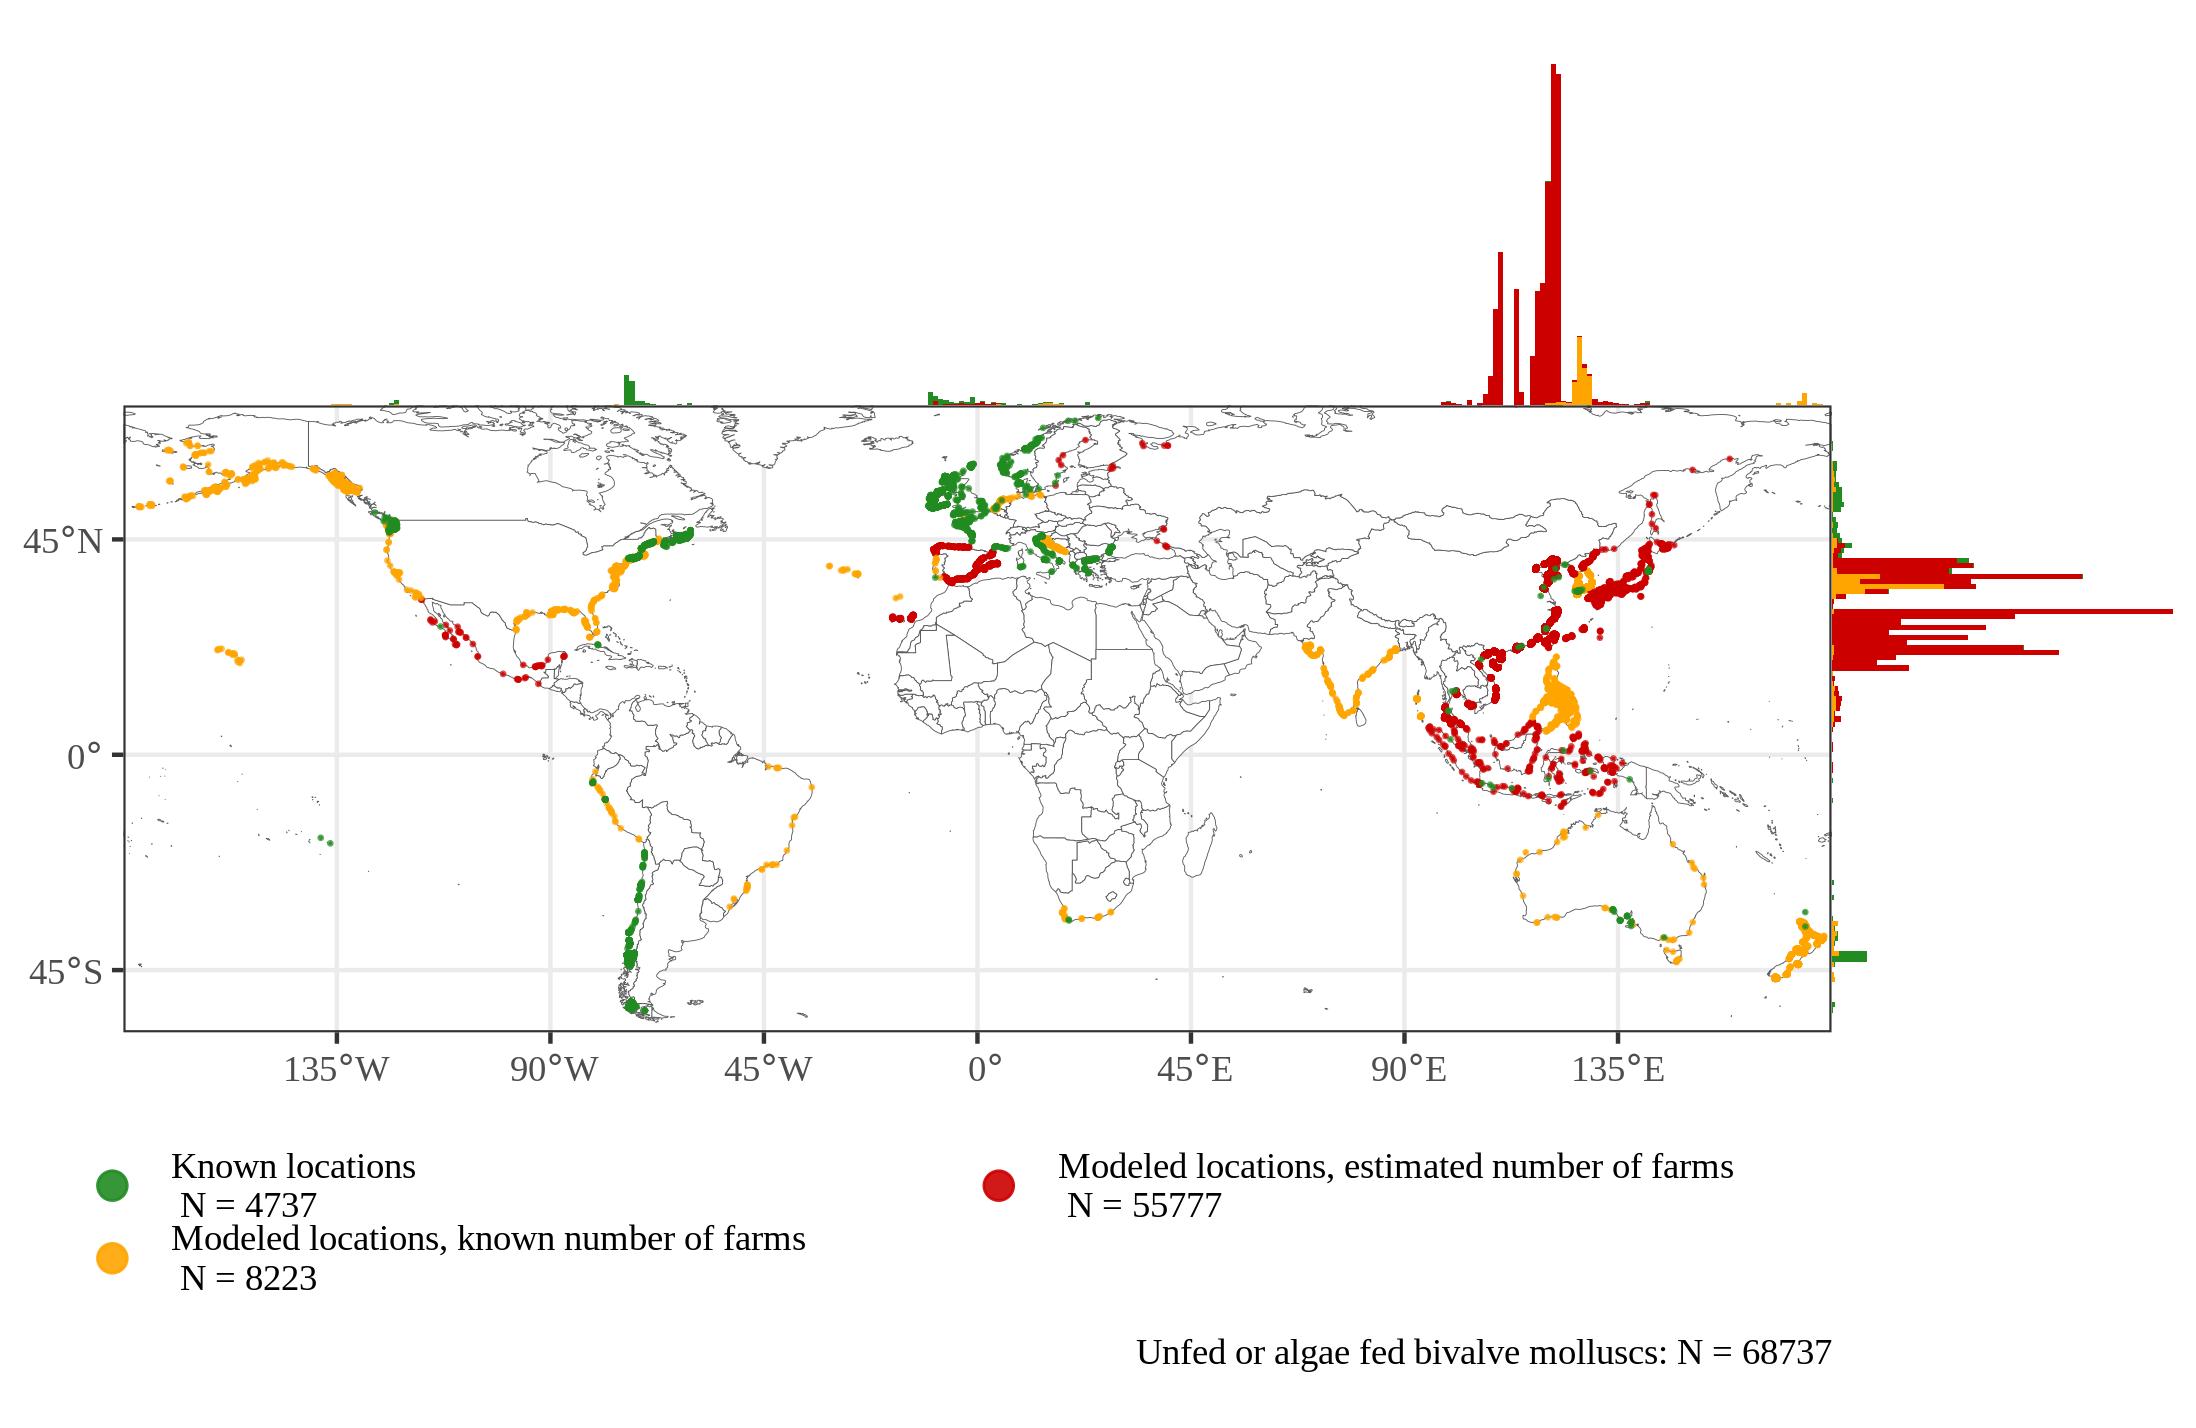 45°N
0°
45°S
135°W 90°W 45°W 0° 45°E 90°E 135°E
Known locations
N = 4737
Modeled locations, known number of farms
N = 8223
Modeled locations, estimated number of farms
N = 55777
Unfed or algae fed bivalve molluscs: N = 68737